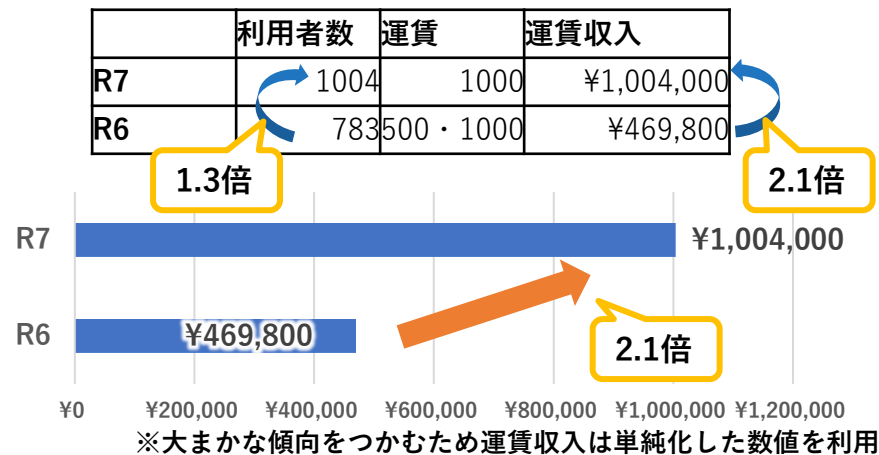 利用者数 運賃 運賃収入
R7 1004 1000 ¥1,004,000
R6 783 500・1000 ¥469,800
1.3倍
2.1倍
R7 ¥1,004,000
R6 ¥469,800
2.1倍
¥0 ¥200,000 ¥400,000 ¥600,000 ¥800,000 ¥1,000,000 ¥1,200,000
※大まかな傾向をつかむため運賃収入は単純化した数値を利用